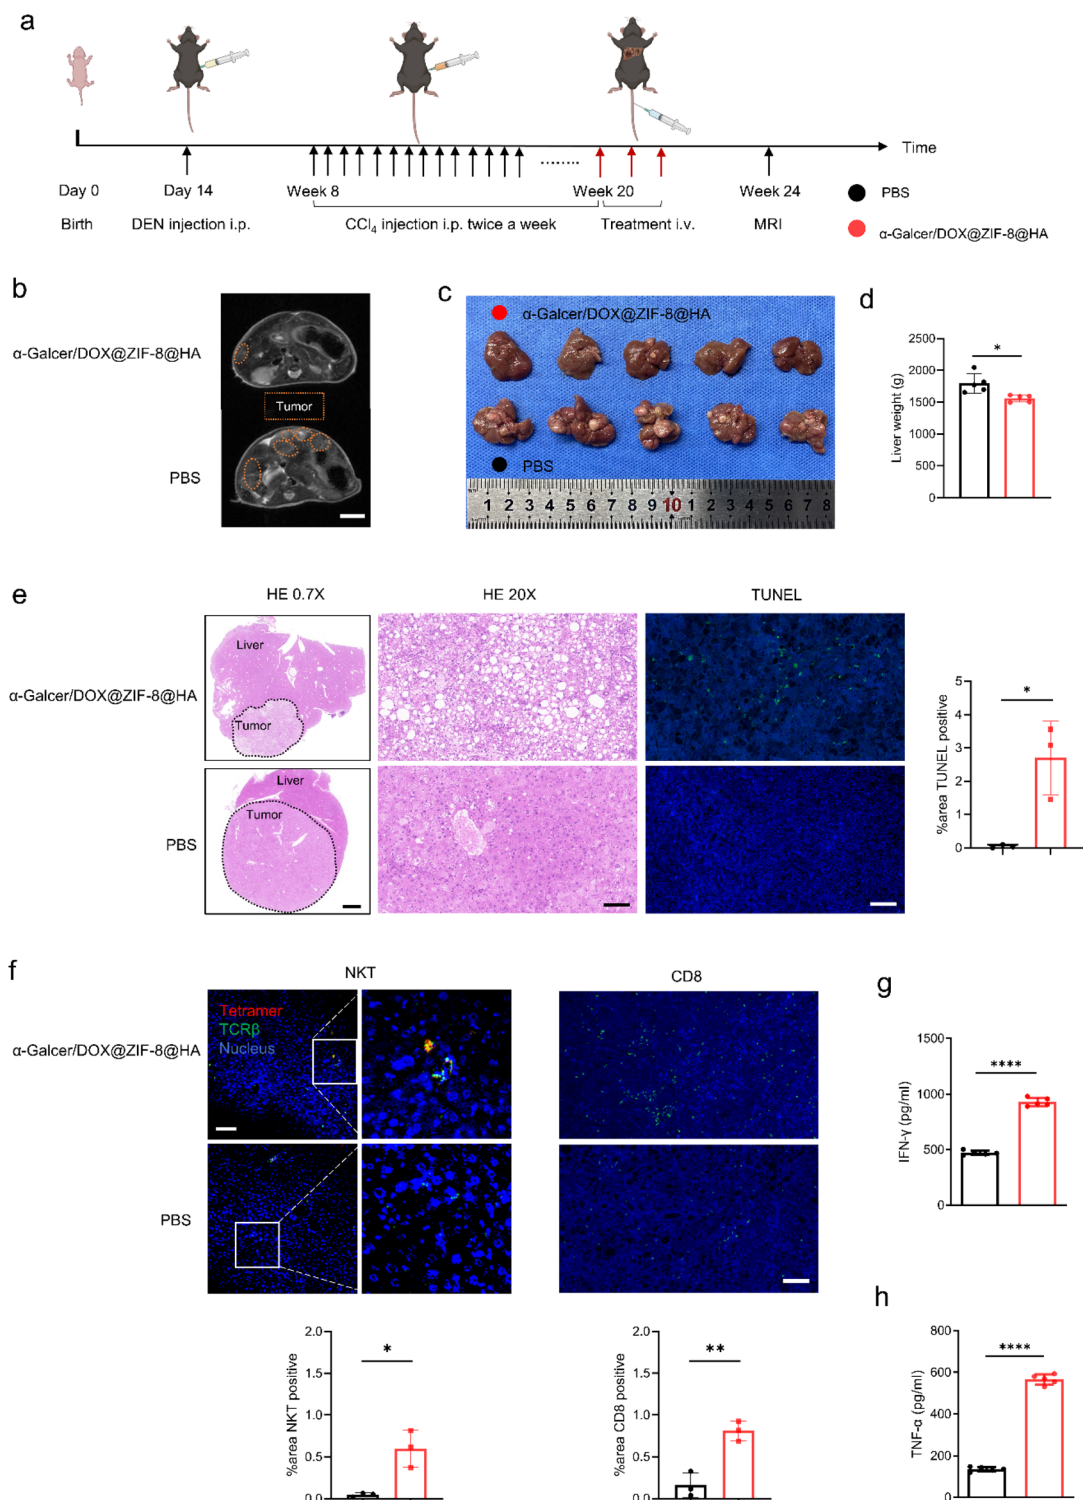 a
Time
Day 0
Day 14
Week 8
Week 20
Week 24
Birth
DEN injection i.p.
CCl4 injection i.p. twice a week
Treatment i.v.
MRI
PBS
α-Galcer/DOX@ZIF-8@HA
b
α-Galcer/DOX@ZIF-8@HA
Tumor
PBS
c
α-Galcer/DOX@ZIF-8@HA
PBS
1 2 3 4 5 6 7 8 9 10 1 2 3 4 5 6 7 8
d
Liver weight (g)
2500
2000
1500
1000
500
0
*
e
HE 0.7X
HE 20X
TUNEL
α-Galcer/DOX@ZIF-8@HA
Liver
Tumor
PBS
Liver
Tumor
%area TUNEL positive
5
4
3
2
1
0
*
f
NKT
CD8
α-Galcer/DOX@ZIF-8@HA
Tetramer
TCRβ
Nucleus
PBS
%area NKT positive
2.0
1.5
1.0
0.5
0.0
*
%area CD8 positive
2.0
1.5
1.0
0.5
0.0
**
g
IFN-γ (pg/ml)
1500
1000
500
0
****
h
TNF-α (pg/ml)
800
600
400
200
0
****